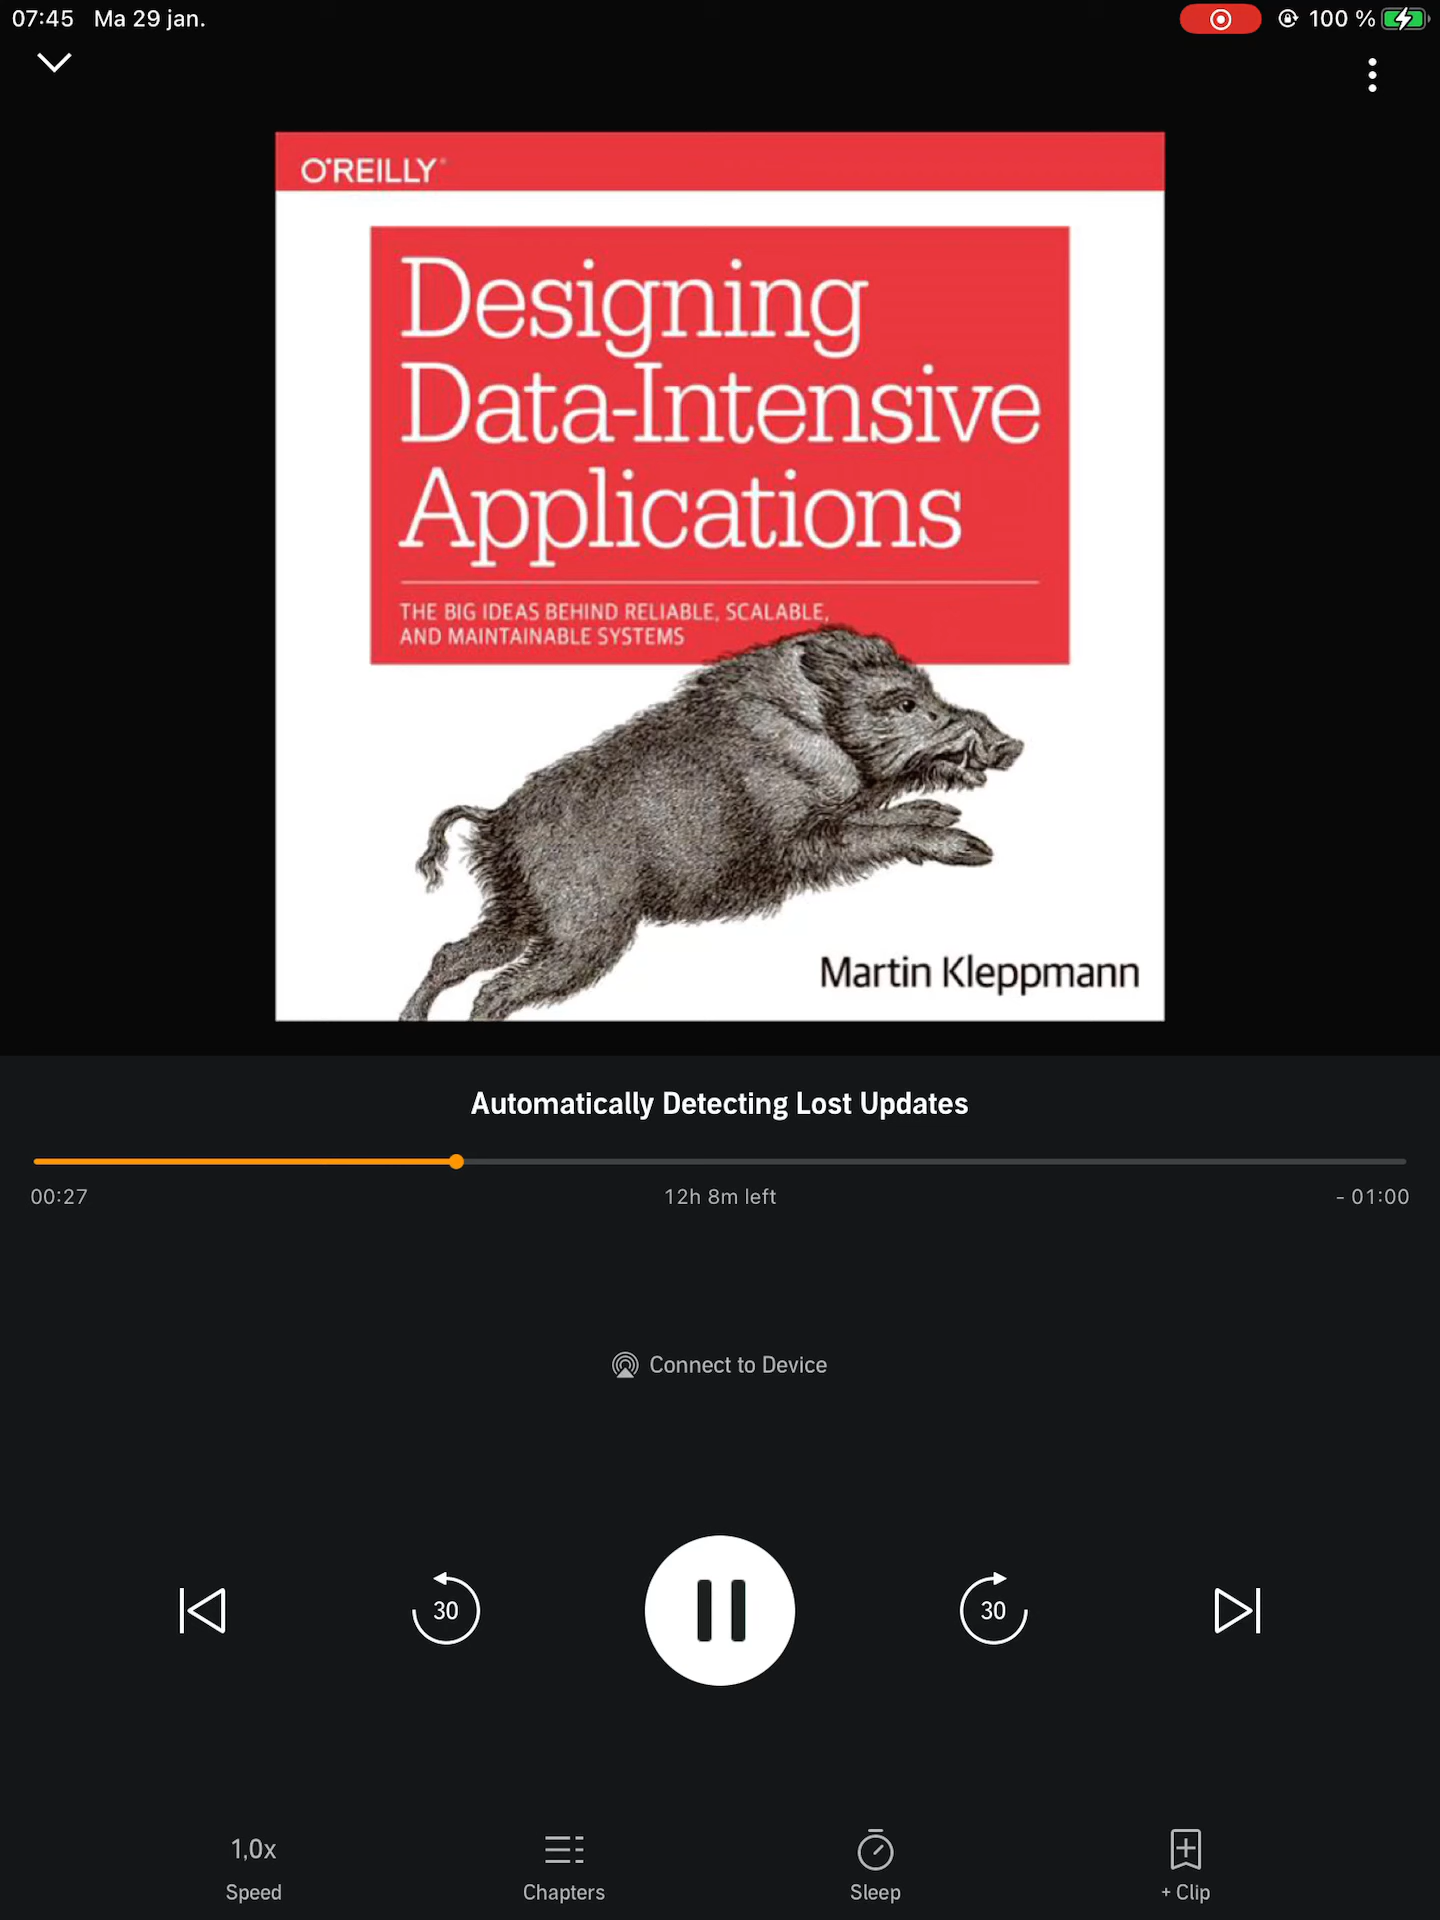 07:45 Ma 29 jan.
100 %
O'REILLY®
Designing
Data-Intensive
Applications
THE BIG IDEAS BEHIND RELIABLE, SCALABLE,
AND MAINTAINABLE SYSTEMS
Martin Kleppmann
Automatically Detecting Lost Updates
00:27 12h 8m left - 01:00
Connect to Device
30 30
1,0x
Speed Chapters Sleep + Clip